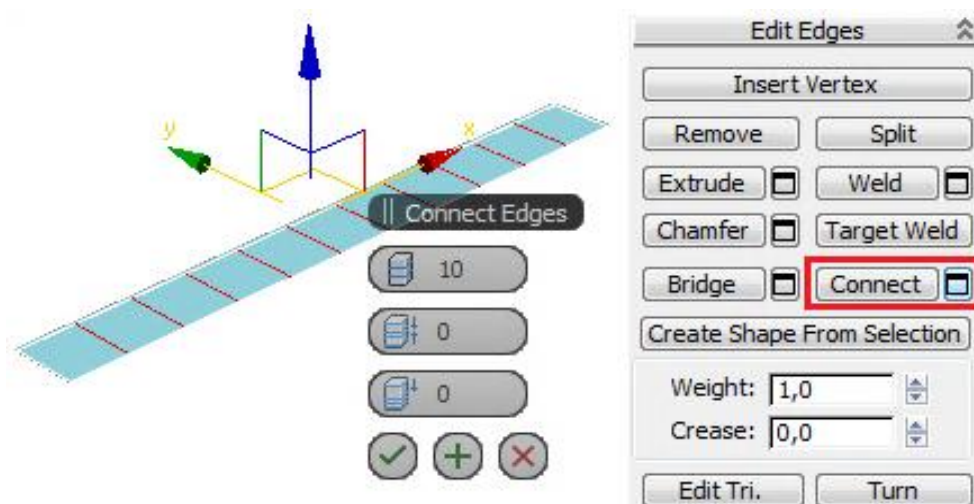 y
x
Connect Edges
10
0
0
Edit Edges
Insert Vertex
Remove
Split
Extrude
Weld
Chamfer
Target Weld
Bridge
Connect
Create Shape From Selection
Weight: 1,0
Crease: 0,0
Edit Tri.
Turn